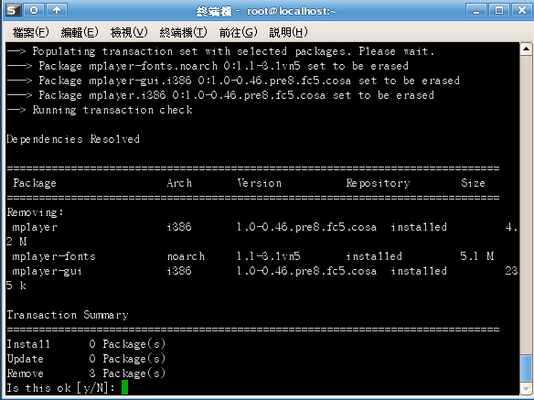 終端機 - root@localhost:~
檔案(F) 編輯(E) 檢視(V) 終端機(T) 前往(G) 說明(H)
--> Populating transaction set with selected packages. Please wait.
---> Package mplayer-fonts.noarch 0:1.1-3.1vn5 set to be erased
---> Package mplayer-gui.i386 0:1.0-0.46.pre8.fc5.cosa set to be erased
---> Package mplayer.i386 0:1.0-0.46.pre8.fc5.cosa set to be erased
--> Running transaction check
Dependencies Resolved
=============================================================================
Package Arch Version Repository Size
=============================================================================
Removing:
mplayer i386 1.0-0.46.pre8.fc5.cosa installed 4.
2 M
mplayer-fonts noarch 1.1-3.1vn5 installed 5.1 M
mplayer-gui i386 1.0-0.46.pre8.fc5.cosa installed 23
5 k
Transaction Summary
=============================================================================
Install 0 Package(s)
Update 0 Package(s)
Remove 3 Package(s)
Is this ok [y/N]: